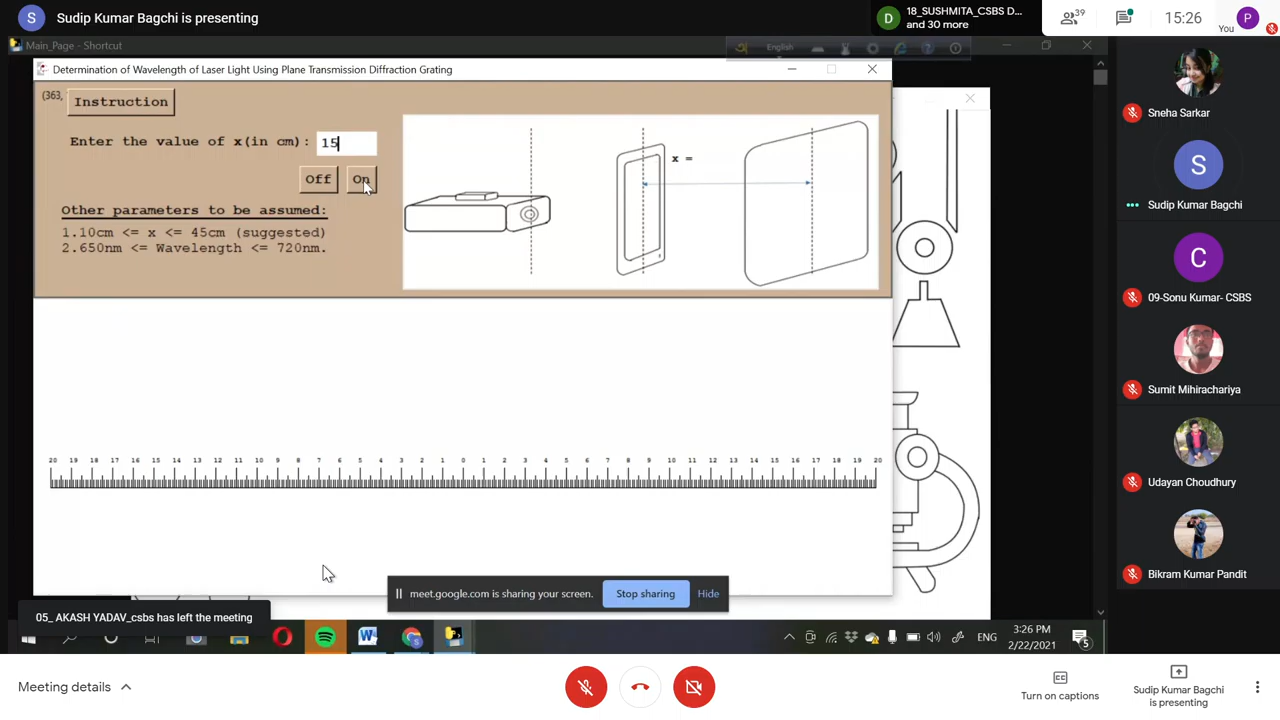 S Sudip Kumar Bagchi is presenting
D 18_SUSHMITA_CSBS D...
and 30 more
39
15:26
You
P
Main_Page - Shortcut
English
Determination of Wavelength of Laser Light Using Plane Transmission Diffraction Grating
(363,
Instruction
Enter the value of x(in cm): 15
Off On
Other parameters to be assumed:
1.10cm <= x <= 45cm (suggested)
2.650nm <= Wavelength <= 720nm.
x =
20 19 18 17 16 15 14 13 12 11 10 9 8 7 6 5 4 3 2 1 0 1 2 3 4 5 6 7 8 9 10 11 12 13 14 15 16 17 18 19 20
meet.google.com is sharing your screen. Stop sharing Hide
05_ AKASH YADAV_csbs has left the meeting
ENG
3:26 PM
2/22/2021
5
Sneha Sarkar
S
Sudip Kumar Bagchi
C
09-Sonu Kumar- CSBS
Sumit Mihirachariya
Udayan Choudhury
Bikram Kumar Pandit
Meeting details
Turn on captions
Sudip Kumar Bagchi
is presenting